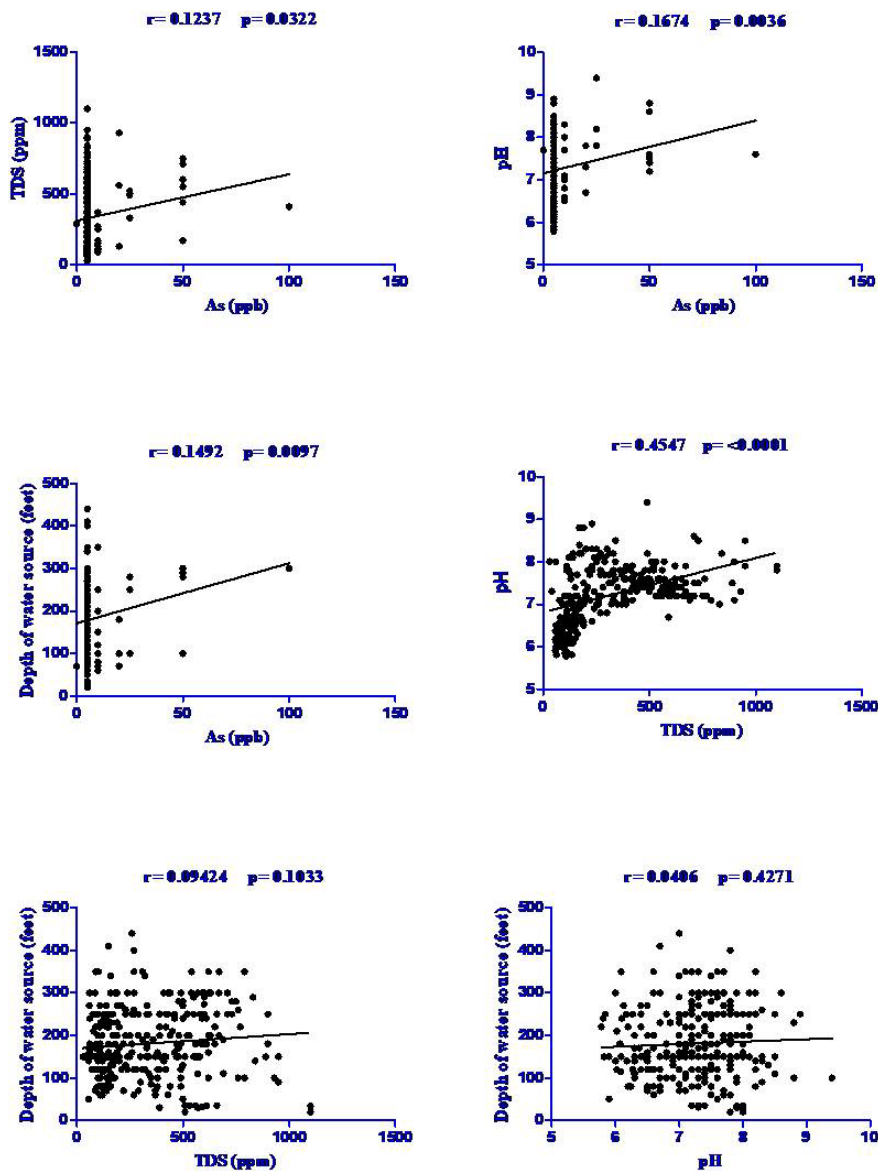 r= 0.1237 p= 0.0322
1500
1000
500
0
TDS (ppm)
0 50 100 150
As (ppb)
r= 0.1674 p= 0.0036
10
9
8
7
6
5
pH
0 50 100 150
As (ppb)
r= 0.1492 p= 0.0097
500
400
300
200
100
0
Depth of water source (feet)
0 50 100 150
As (ppb)
r= 0.4547 p= <0.0001
10
9
8
7
6
5
pH
0 500 1000 1500
TDS (ppm)
r= 0.09424 p= 0.1033
500
400
300
200
100
0
Depth of water source (feet)
0 500 1000 1500
TDS (ppm)
r= 0.0406 p= 0.4271
500
400
300
200
100
0
Depth of water source (feet)
5 6 7 8 9 10
pH